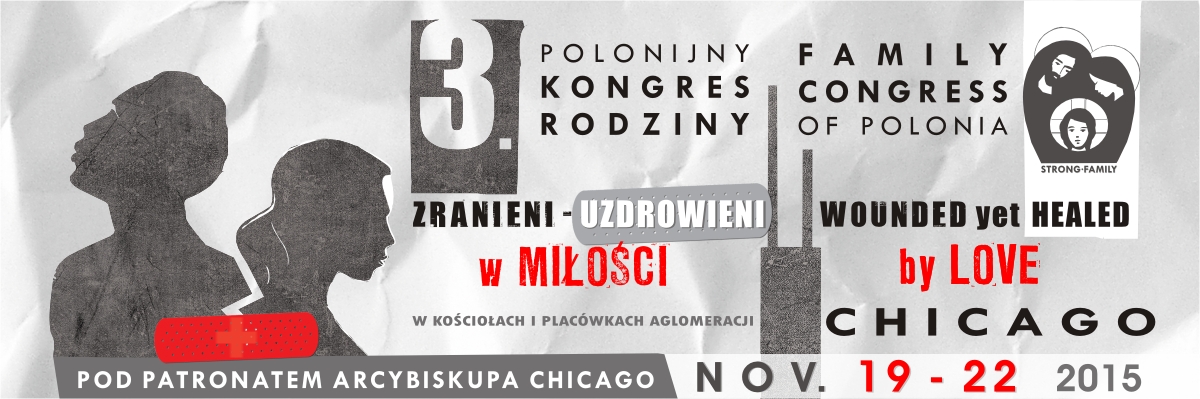 3.
POLONIJNY
KONGRES
RODZINY
FAMILY
CONGRESS
OF POLONIA
STRONG-FAMILY
ZRANIENI - UZDROWIENI
w MIŁOŚCI
WOUNDED yet HEALED
by LOVE
W KOŚCIOŁACH I PLACÓWKACH AGLOMERACJI
CHICAGO
POD PATRONATEM ARCYBISKUPA CHICAGO
NOV. 19 - 22 2015